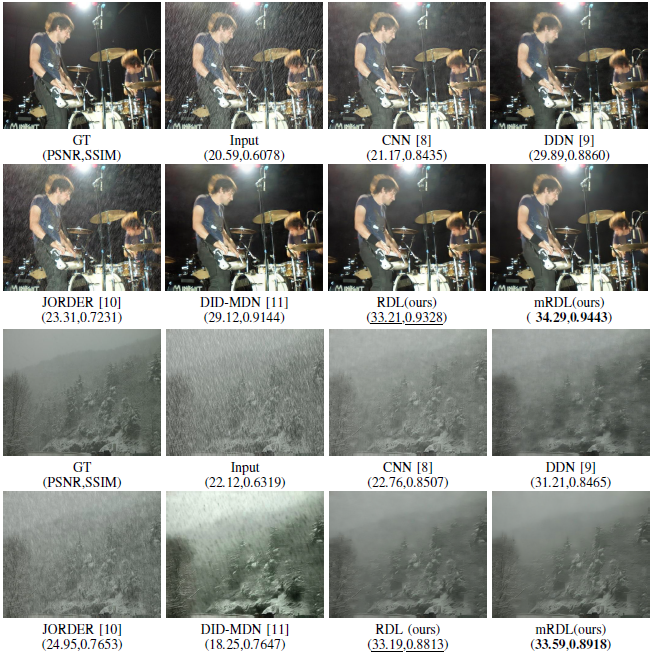 GT
Input
CNN [8]
DDN [9]
(PSNR,SSIM)
(20.59,0.6078)
(21.17,0.8435)
(29.89,0.8860)
JORDER [10]
DID-MDN [11]
RDL(ours)
mRDL(ours)
(23.31,0.7231)
(29.12,0.9144)
(33.21,0.9328)
( 34.29,0.9443)
GT
Input
CNN [8]
DDN [9]
(PSNR,SSIM)
(22.12,0.6319)
(22.76,0.8507)
(31.21,0.8465)
JORDER [10]
DID-MDN [11]
RDL (ours)
mRDL(ours)
(24.95,0.7653)
(18.25,0.7647)
(33.19,0.8813)
(33.59,0.8918)